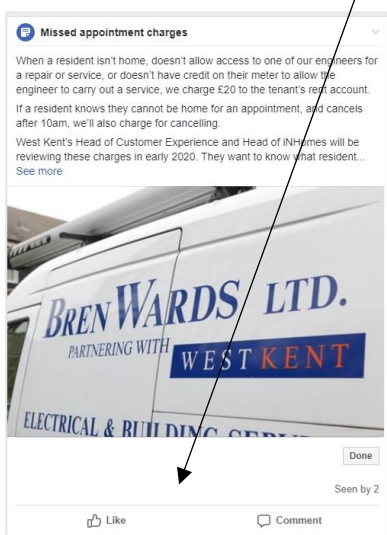 Missed appointment charges
When a resident isn't home, doesn't allow access to one of our engineers for
a repair or service, or doesn't have credit on their meter to allow the
engineer to carry out a service, we charge £20 to the tenant's rent account.
If a resident knows they cannot be home for an appointment, and cancels
after 10am, we'll also charge for cancelling.
West Kent's Head of Customer Experience and Head of iNHomes will be
reviewing these charges in early 2020. They want to know what resident...
See more
BREN WARDS LTD.
PARTNERING WITH
WEST KENT
ELECTRICAL & BUILDING
Done
Seen by 2
Like
Comment